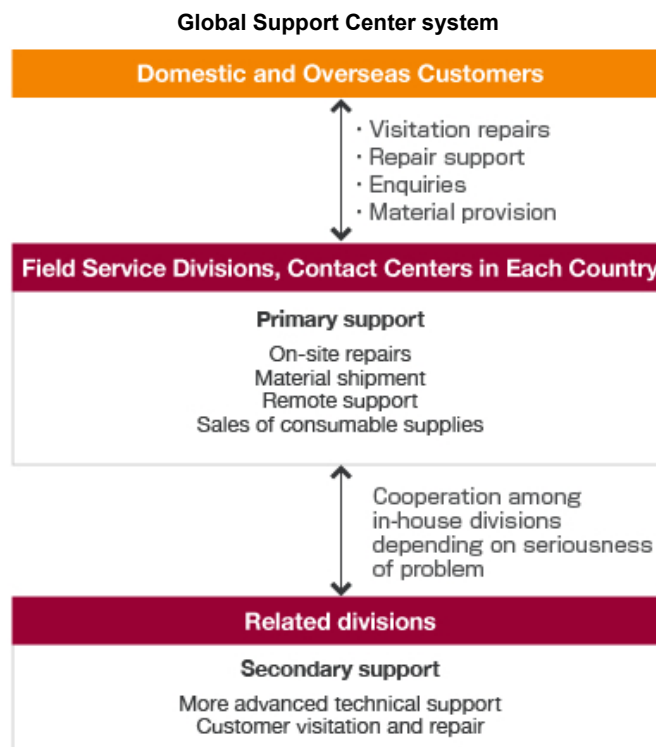 Global Support Center system
Domestic and Overseas Customers
・Visitation repairs
・Repair support
・Enquiries
・Material provision
Field Service Divisions, Contact Centers in Each Country
Primary support
On-site repairs
Material shipment
Remote support
Sales of consumable supplies
Cooperation among
in-house divisions
depending on seriousness
of problem
Related divisions
Secondary support
More advanced technical support
Customer visitation and repair